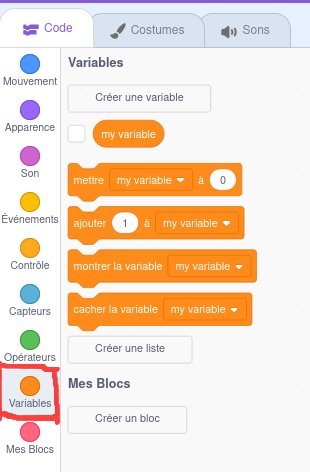 Code
Costumes
Sons
Mouvement
Apparence
Son
Événements
Contrôle
Capteurs
Opérateurs
Variables
Mes Blocs
Variables
Créer une variable
my variable
mettre my variable à 0
ajouter 1 à my variable
montrer la variable my variable
cacher la variable my variable
Créer une liste
Mes Blocs
Créer un bloc